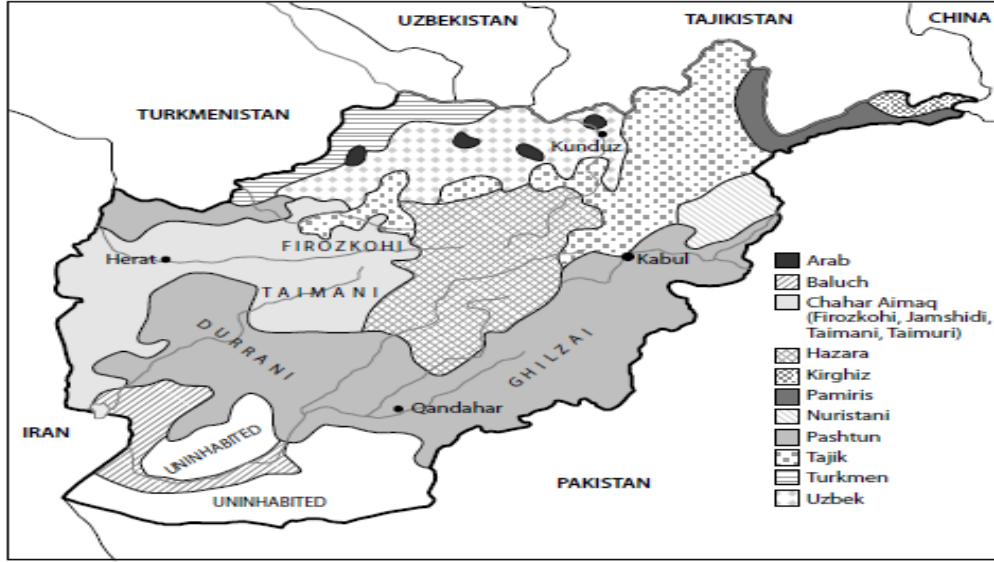 UZBEKISTAN
TAJIKISTAN
CHINA
TURKMENISTAN
Kunduz
FIROZKOHI
Herat
Kabul
TAIMANI
DURRANI
GHILZAI
Qandahar
IRAN
UNINHABITED
UNINHABITED
PAKISTAN
Arab
Baluch
Chahar Aimaq
(Firozkohi, Jamshidi,
Taimani, Taimuri)
Hazara
Kirghiz
Pamiris
Nuristani
Pashtun
Tajik
Turkmen
Uzbek